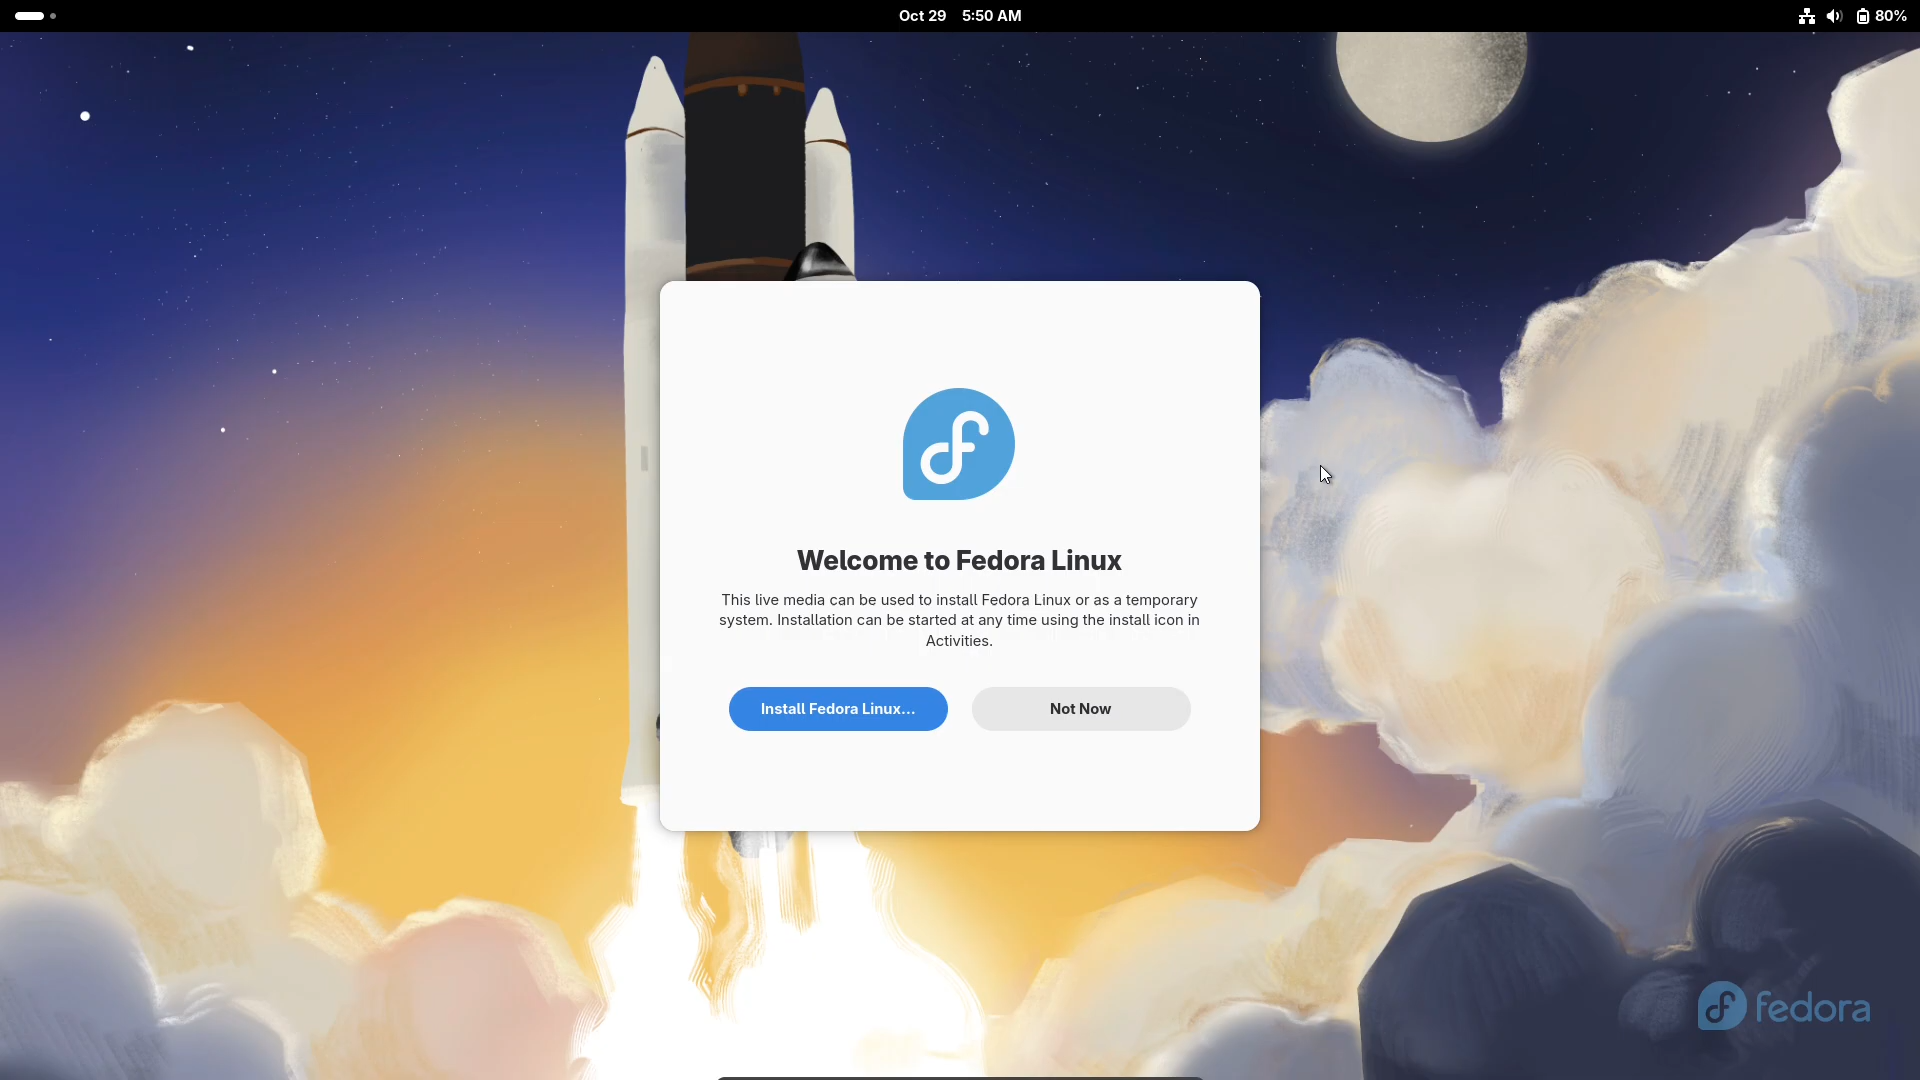 Oct 29 5:50 AM
80%
Welcome to Fedora Linux
This live media can be used to install Fedora Linux or as a temporary
system. Installation can be started at any time using the install icon in
Activities.
Install Fedora Linux...
Not Now
fedora